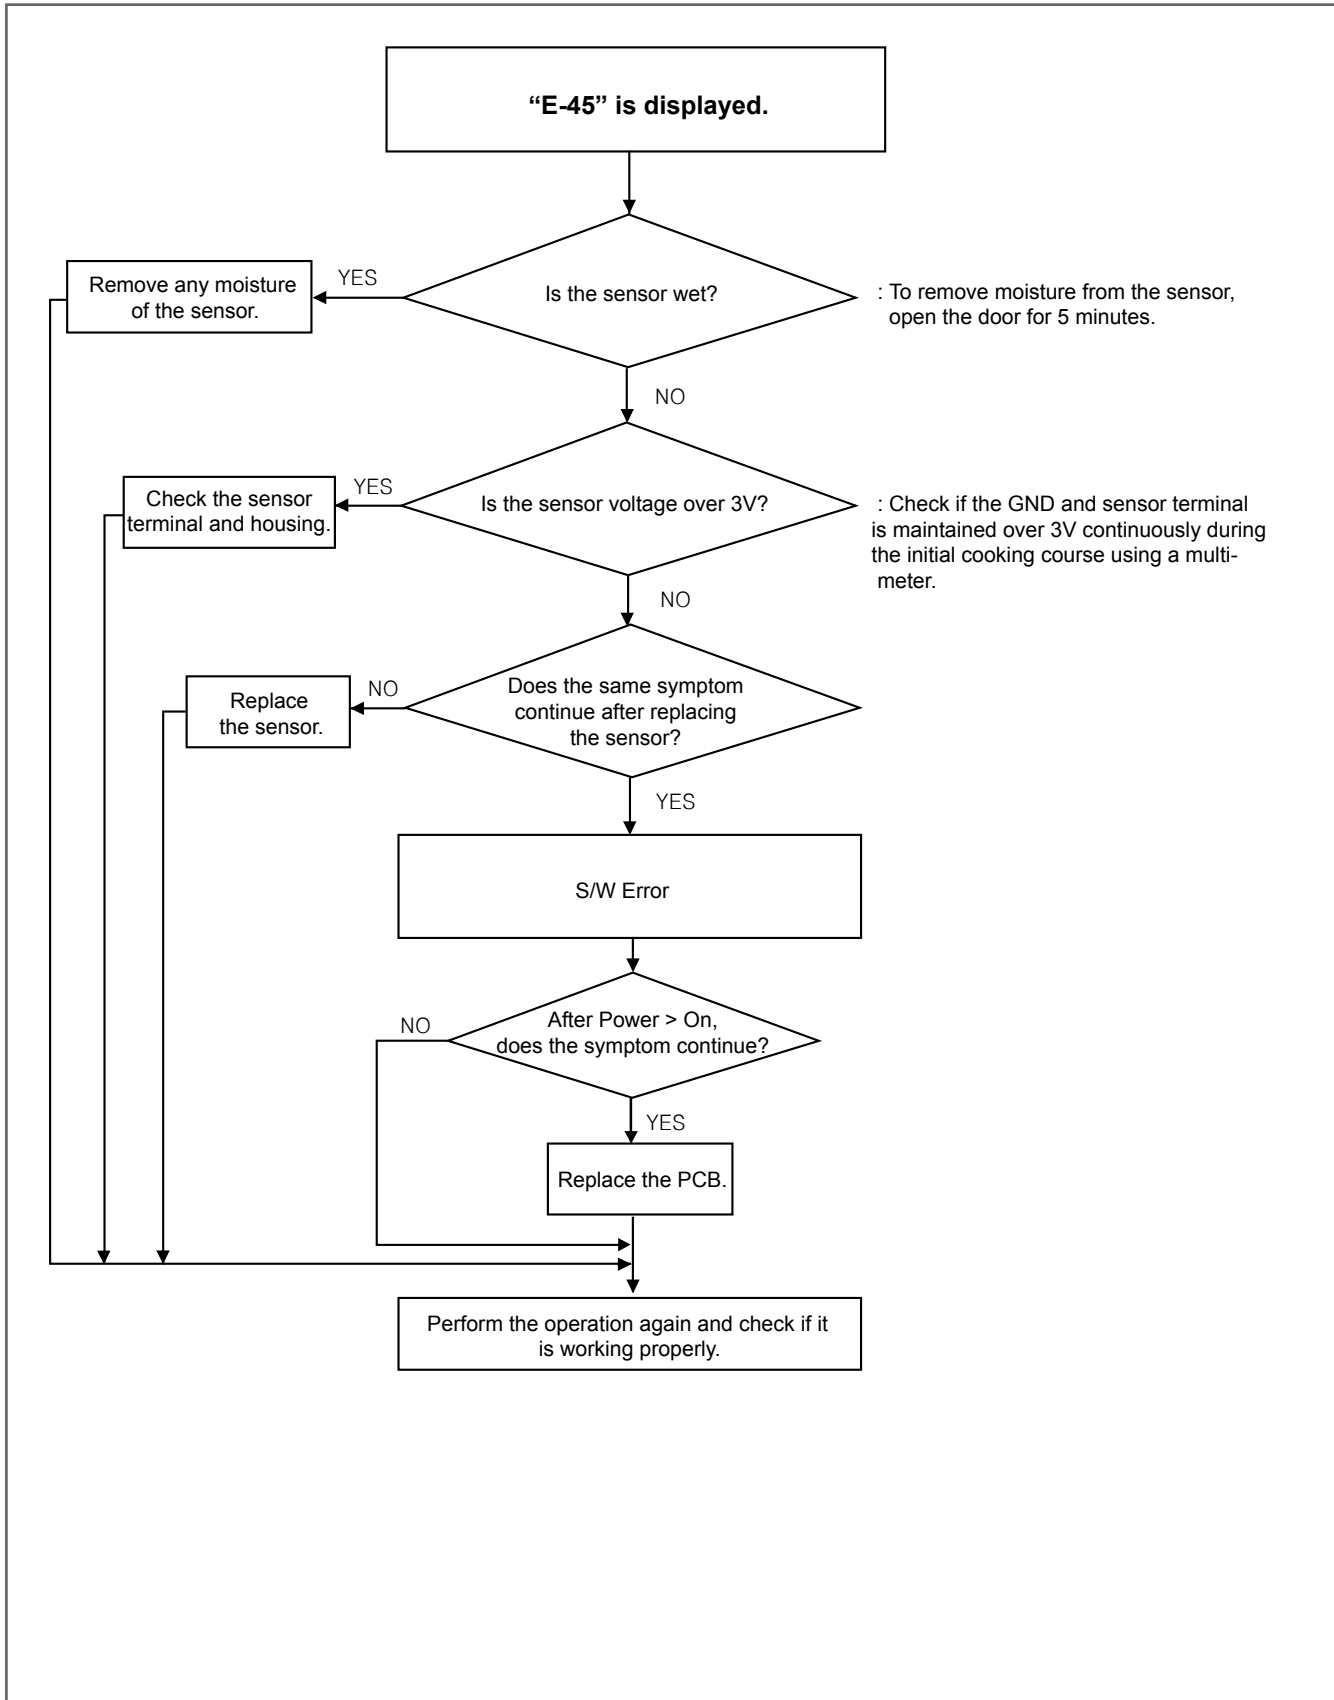 “E-45” is displayed.
YES
Remove any moisture
of the sensor.
Is the sensor wet?
: To remove moisture from the sensor,
open the door for 5 minutes.
NO
YES
Check the sensor
terminal and housing.
Is the sensor voltage over 3V?
: Check if the GND and sensor terminal
is maintained over 3V continuously during
the initial cooking course using a multi-
meter.
NO
NO
Replace
the sensor.
Does the same symptom
continue after replacing
the sensor?
YES
S/W Error
NO
After Power > On,
does the symptom continue?
YES
Replace the PCB.
Perform the operation again and check if it
is working properly.